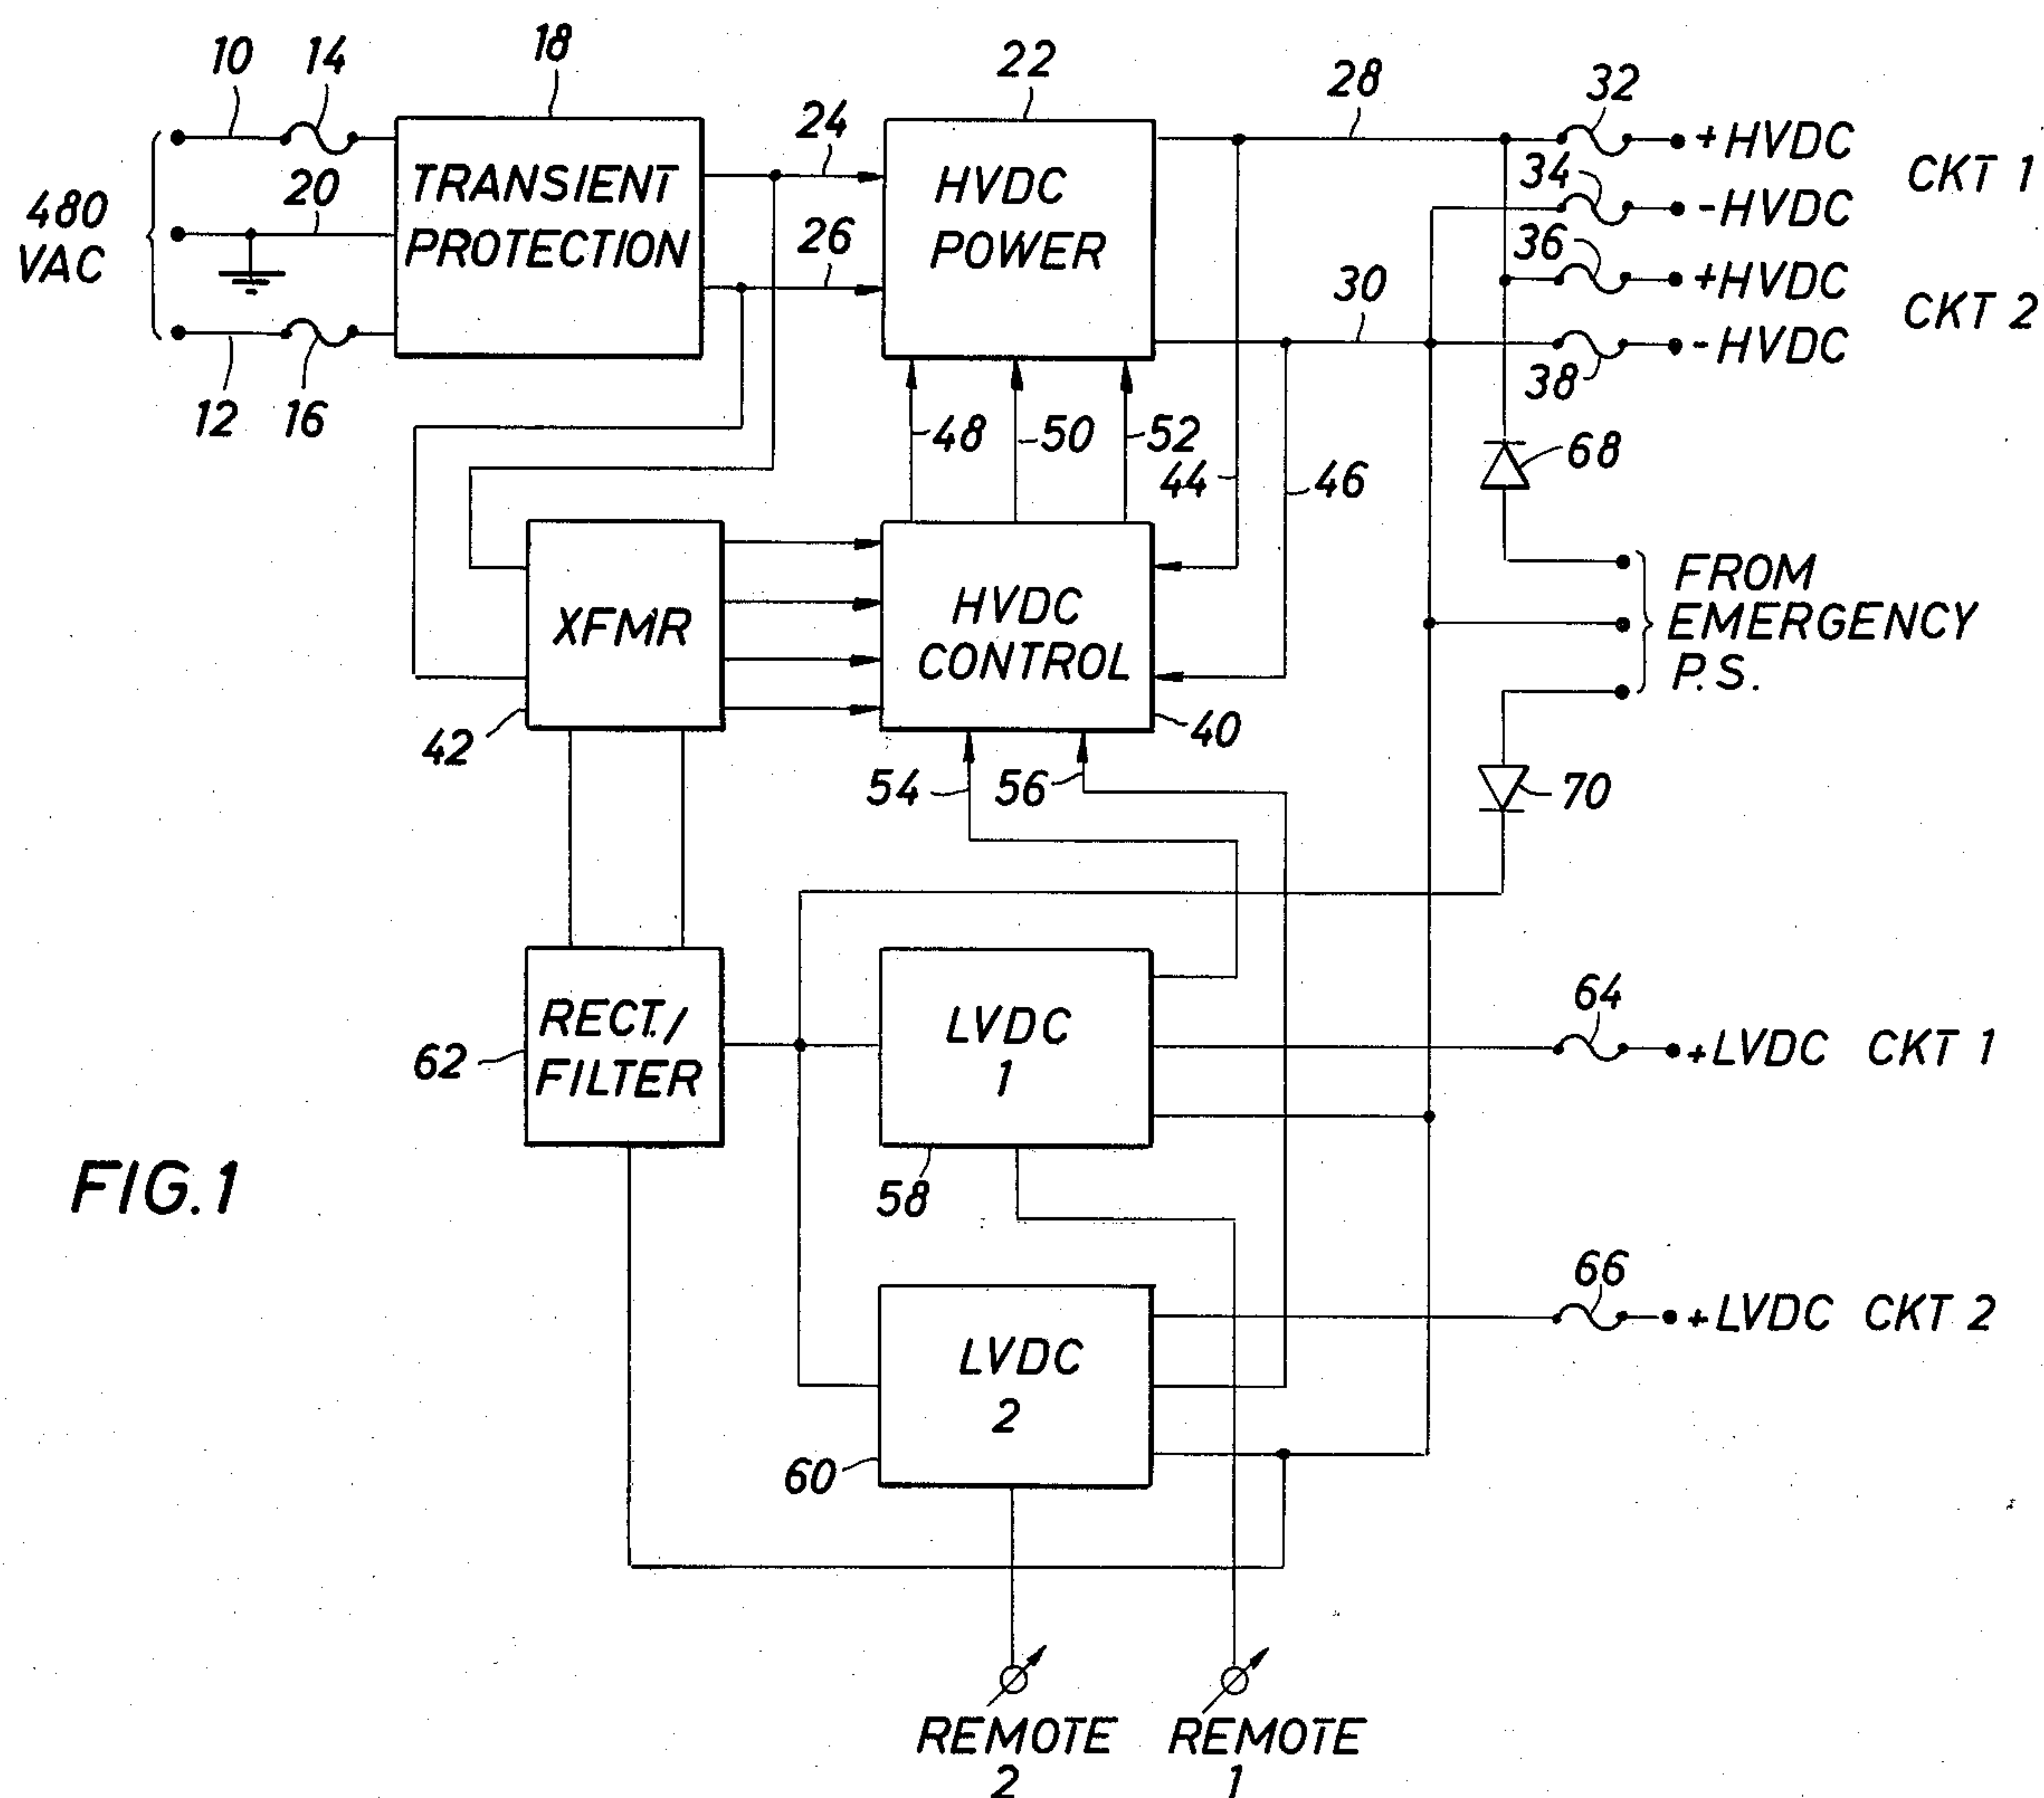 10
14
18
22
28
32
+HVDC
CKT 1
24
34
-HVDC
480
VAC
20
TRANSIENT
PROTECTION
HVDC
POWER
26
36
+HVDC
CKT 2
30
-HVDC
38
12
16
48
50
52
44
46
68
XFMR
HVDC
CONTROL
FROM
EMERGENCY
P.S.
42
40
54
56
70
RECT./
FILTER
62
LVDC
1
64
+LVDC CKT 1
58
FIG.1
LVDC
2
66
+LVDC CKT 2
60
REMOTE
2
REMOTE
1